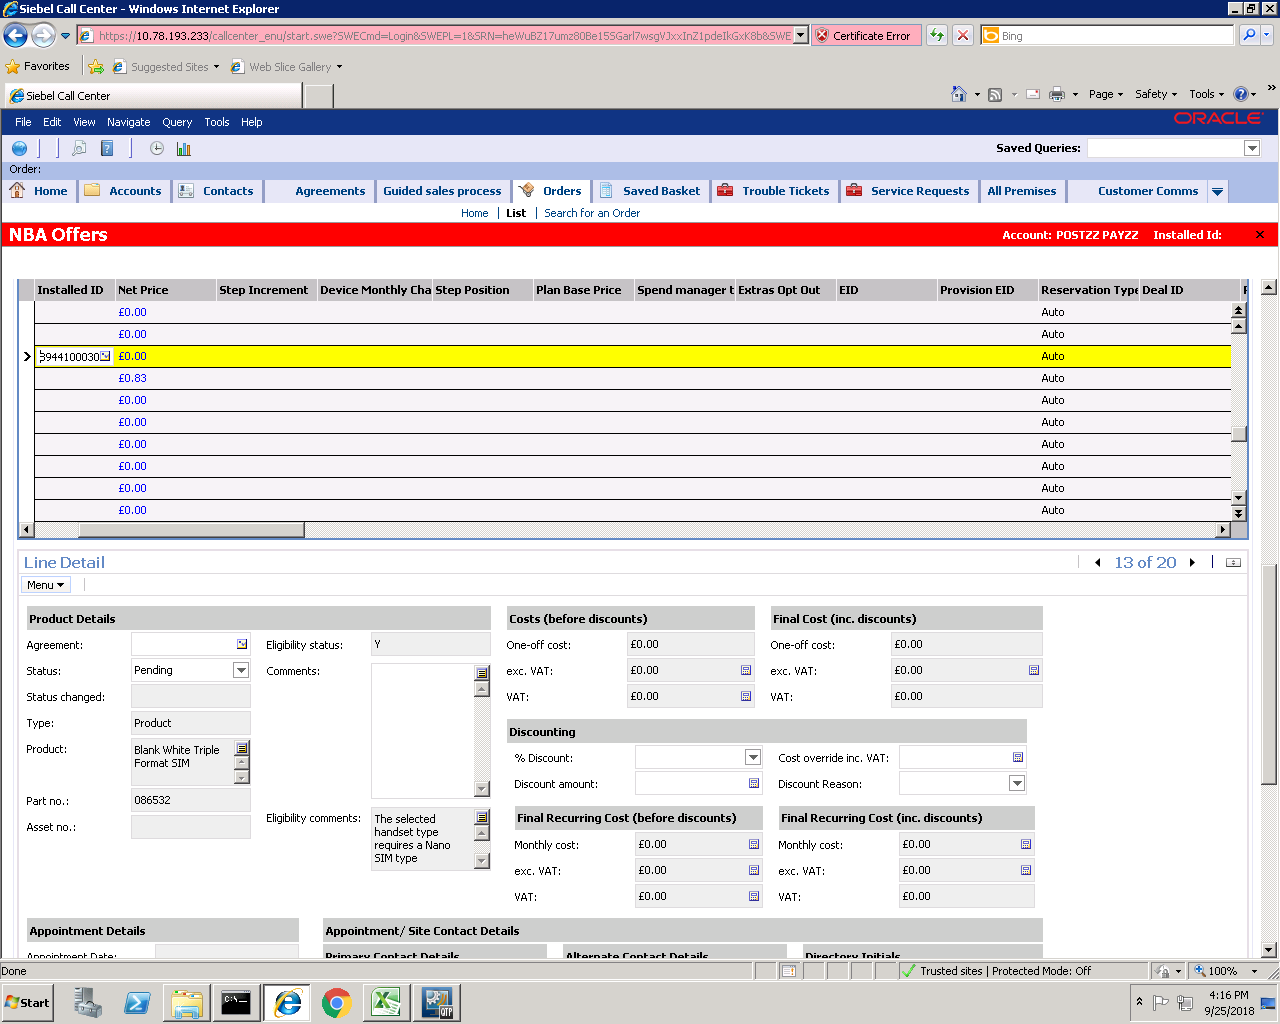 Siebel Call Center - Windows Internet Explorer
https://10.78.193.233/callcenter_enu/start.swe?SWECmd=Login&SWEPL=1&SRN=heWuBZ17umz80Be15SGarl7wsgVJxxInZ1pdeIkGxK8b&SWE Certificate Error Bing
Favorites Suggested Sites Web Slice Gallery
Siebel Call Center Page Safety Tools »
File Edit View Navigate Query Tools Help ORACLE
Saved Queries:
Order:
Home Accounts Contacts Agreements Guided sales process Orders Saved Basket Trouble Tickets Service Requests All Premises Customer Comms
Home | List | Search for an Order
NBA Offers Account: POSTZZ PAYZZ Installed Id:
Installed ID Net Price Step Increment Device Monthly Cha Step Position Plan Base Price Spend manager t Extras Opt Out EID Provision EID Reservation Type Deal ID
£0.00 Auto
£0.00 Auto
3944100030 £0.00 Auto
£0.83 Auto
£0.00 Auto
£0.00 Auto
£0.00 Auto
£0.00 Auto
£0.00 Auto
£0.00 Auto
Line Detail 13 of 20
Menu
Product Details Costs (before discounts) Final Cost (inc. discounts)
Agreement: Eligibility status: Y One-off cost: £0.00 One-off cost: £0.00
Status: Pending Comments: exc. VAT: £0.00 exc. VAT: £0.00
Status changed: VAT: £0.00 VAT: £0.00
Type: Product
Discounting
Product: Blank White Triple Format SIM
% Discount: Cost override inc. VAT:
Discount amount: Discount Reason:
Part no.: 086532
Asset no.:
Eligibility comments: The selected handset type requires a Nano SIM type
Final Recurring Cost (before discounts) Final Recurring Cost (inc. discounts)
Monthly cost: £0.00 Monthly cost: £0.00
exc. VAT: £0.00 exc. VAT: £0.00
VAT: £0.00 VAT: £0.00
Appointment Details Appointment/ Site Contact Details
Appointment Date: Primary Contact Details Alternate Contact Details Directory Initials
Done Trusted sites | Protected Mode: Off 100%
Start C:\ QTP 4:16 PM
9/25/2018